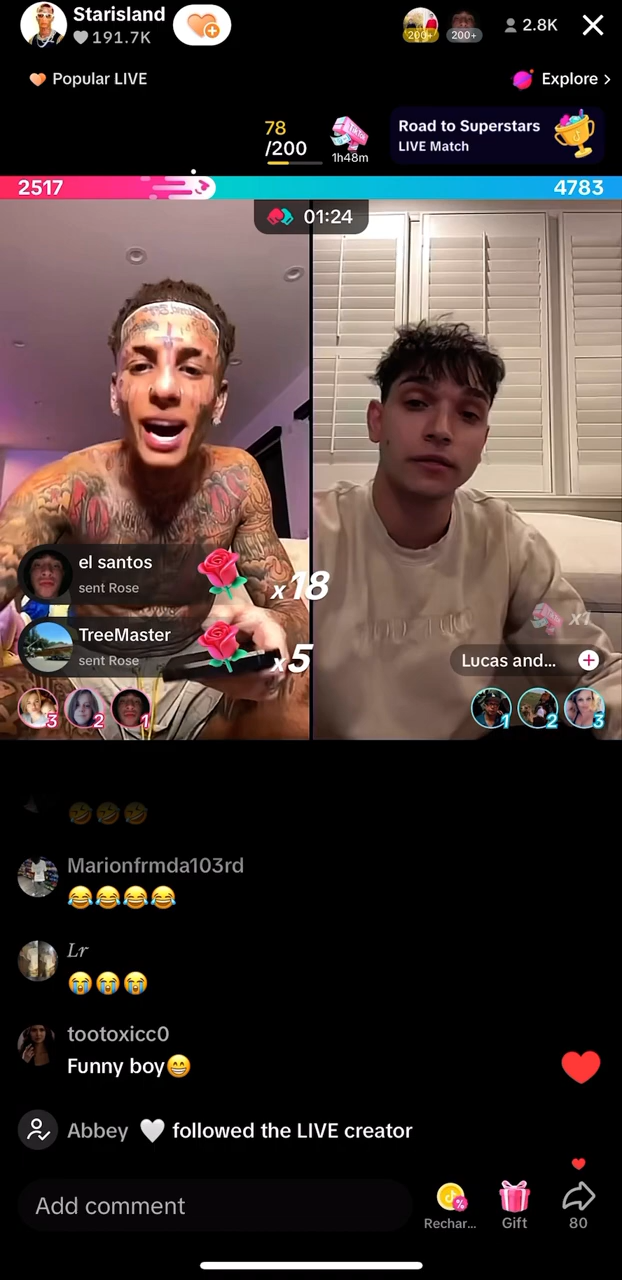 Starisland
191.7K
200+
200+
2.8K
Popular LIVE
Explore >
78
/200
1h48m
Road to Superstars
LIVE Match
2517
4783
01:24
el santos
sent Rose
x18
TreeMaster
sent Rose
x5
x1
Lucas and...
3
2
1
1
2
3
Marionfrmda103rd
Lr
tootoxicc0
Funny boy
Abbey 🤍 followed the LIVE creator
Add comment
Rechar...
Gift
80